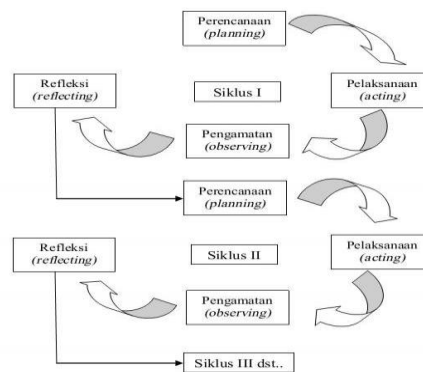 Perencanaan
(planning)
Refleksi
(reflecting)
Siklus I
Pelaksanaan
(acting)
Pengamatan
(observing)
Perencanaan
(planning)
Refleksi
(reflecting)
Siklus II
Pelaksanaan
(acting)
Pengamatan
(observing)
Siklus III dst..